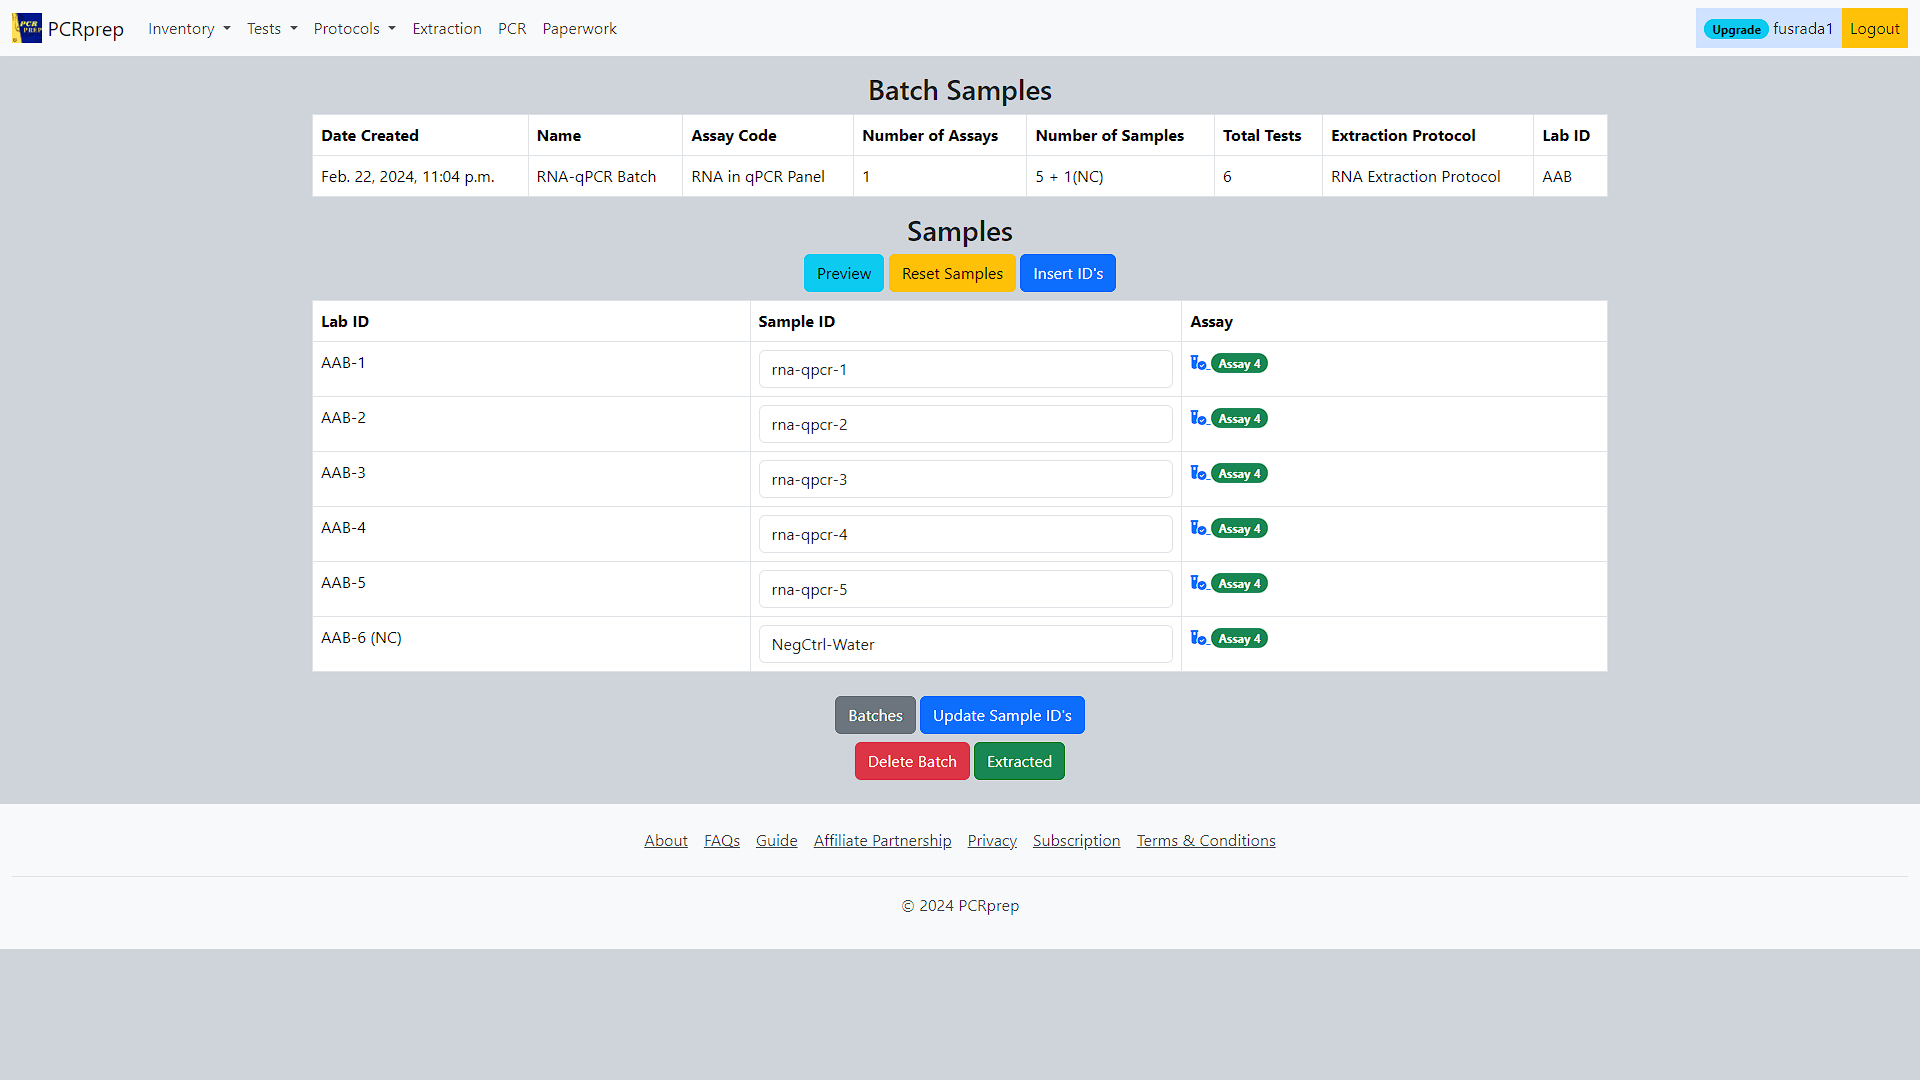 PCR PREP PCRprep Inventory Tests Protocols Extraction PCR Paperwork Upgrade fusrada1 Logout
Batch Samples
Date Created Name Assay Code Number of Assays Number of Samples Total Tests Extraction Protocol Lab ID
Feb. 22, 2024, 11:04 p.m. RNA-qPCR Batch RNA in qPCR Panel 1 5 + 1(NC) 6 RNA Extraction Protocol AAB
Samples
Preview Reset Samples Insert ID's
Lab ID Sample ID Assay
AAB-1 rna-qpcr-1 Assay 4
AAB-2 rna-qpcr-2 Assay 4
AAB-3 rna-qpcr-3 Assay 4
AAB-4 rna-qpcr-4 Assay 4
AAB-5 rna-qpcr-5 Assay 4
AAB-6 (NC) NegCtrl-Water Assay 4
Batches Update Sample ID's
Delete Batch Extracted
About FAQs Guide Affiliate Partnership Privacy Subscription Terms & Conditions
© 2024 PCRprep